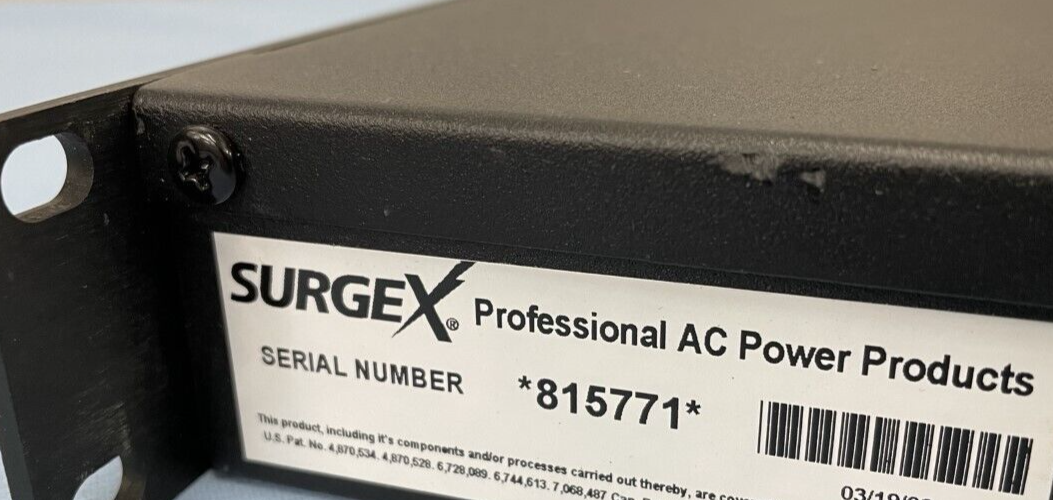 SURGEX® Professional AC Power Products
SERIAL NUMBER *815771*
This product, including it's components and/or processes carried out thereby, are
U.S. Pat. No. 4,870,534. 4,870,528. 6,728,089. 6,744,613. 7,068,487